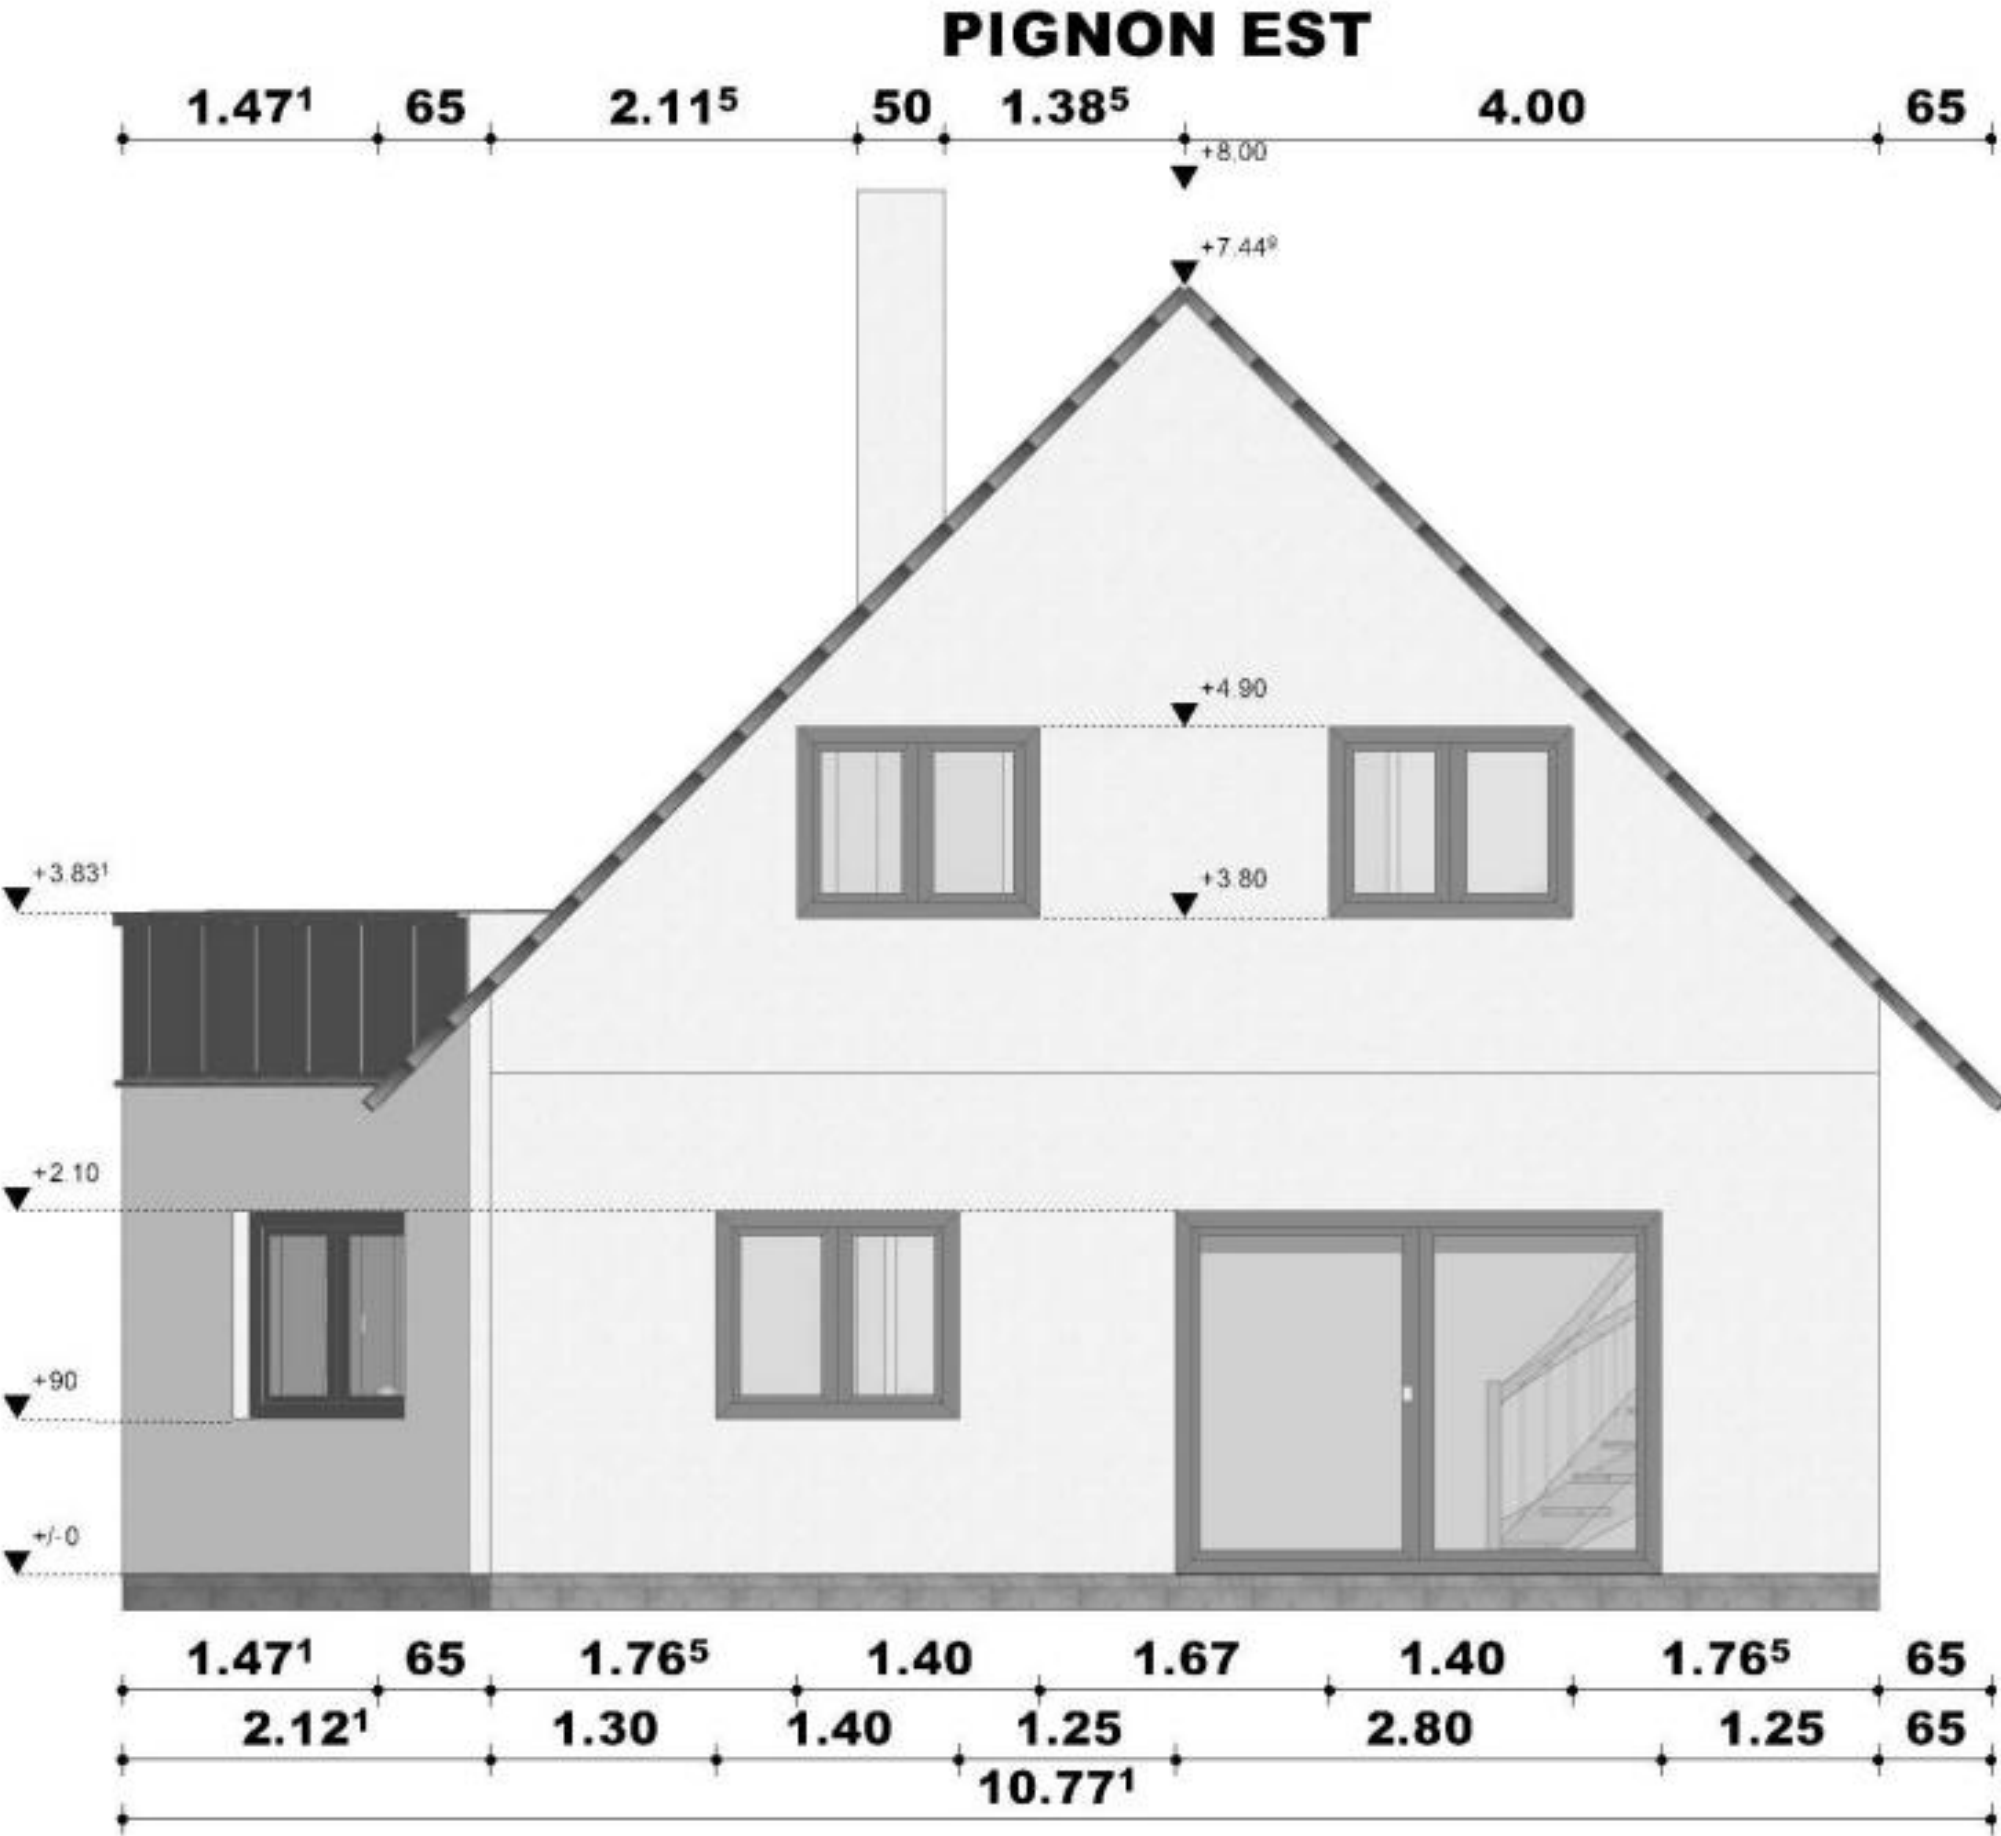 PIGNON EST
1.47¹ 65 2.11⁵ 50 1.38⁵ 4.00 65
+8,00
+7.44⁹
+4.90
+3.83¹
+3.80
+2.10
+90
+/-0
1.47¹ 65 1.76⁵ 1.40 1.67 1.40 1.76⁵ 65
2.12¹ 1.30 1.40 1.25 2.80 1.25 65
10.77¹